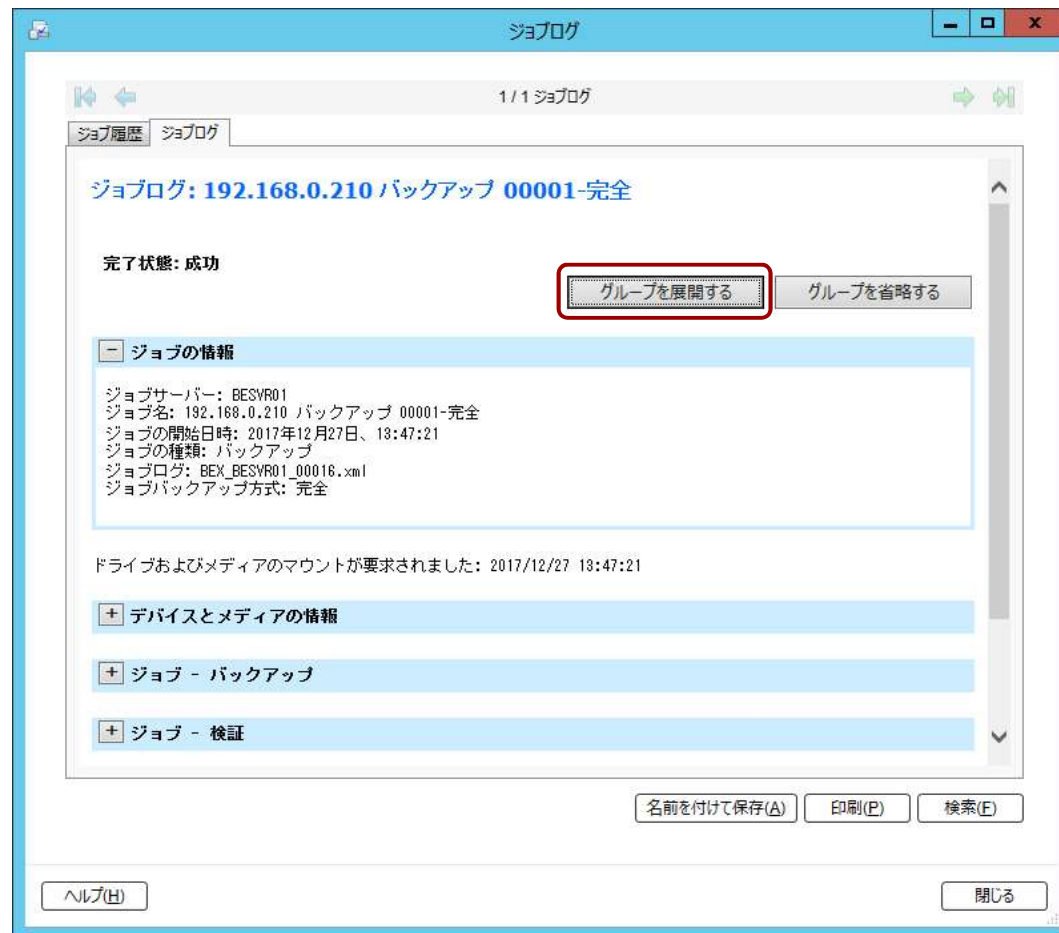 ジョブログ
1 / 1 ジョブログ
ジョブ履歴 ジョブログ
ジョブログ: 192.168.0.210 バックアップ 00001-完全
完了状態: 成功
グループを展開する グループを省略する
− ジョブの情報
ジョブサーバー: BESVR01
ジョブ名: 192.168.0.210 バックアップ 00001-完全
ジョブの開始日時: 2017年12月27日、13:47:21
ジョブの種類: バックアップ
ジョブログ: BEX_BESVR01_00016.xml
ジョブバックアップ方式: 完全
ドライブおよびメディアのマウントが要求されました: 2017/12/27 13:47:21
+ デバイスとメディアの情報
+ ジョブ - バックアップ
+ ジョブ - 検証
名前を付けて保存(A) 印刷(P) 検索(F)
ヘルプ(H) 閉じる